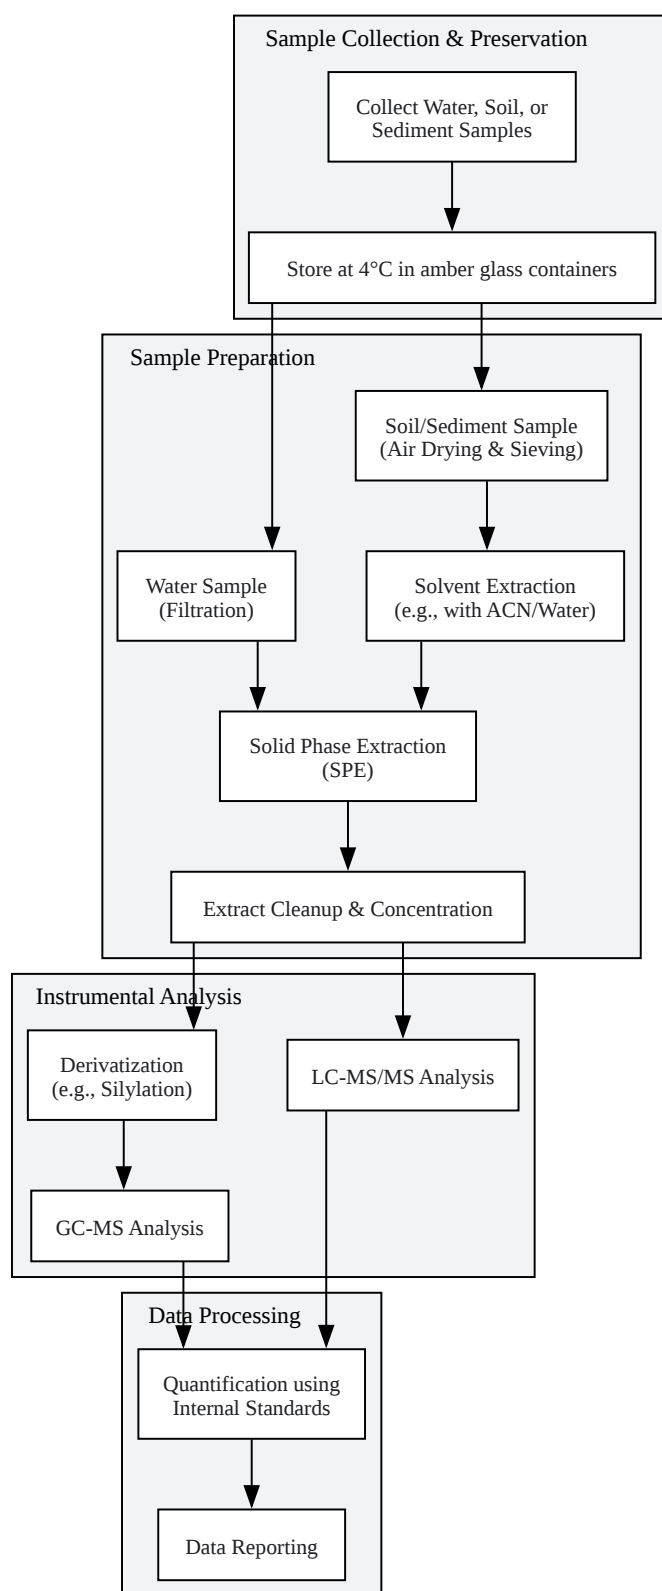 Sample Collection & Preservation
Collect Water, Soil, or
Sediment Samples
Store at 4°C in amber glass containers
Sample Preparation
Soil/Sediment Sample
(Air Drying & Sieving)
Water Sample
(Filtration)
Solvent Extraction
(e.g., with ACN/Water)
Solid Phase Extraction
(SPE)
Extract Cleanup & Concentration
Instrumental Analysis
Derivatization
(e.g., Silylation)
LC-MS/MS Analysis
GC-MS Analysis
Data Processing
Quantification using
Internal Standards
Data Reporting